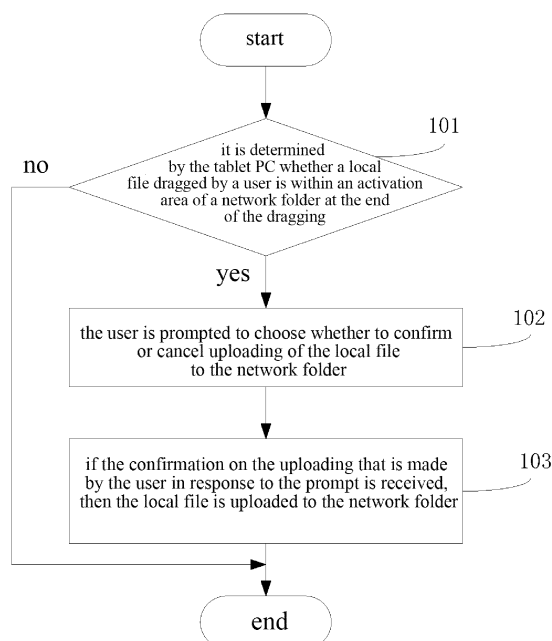 start
101
it is determined
by the tablet PC whether a local
file dragged by a user is within an activation
area of a network folder at the end
of the dragging
no
yes
102
the user is prompted to choose whether to confirm
or cancel uploading of the local file
to the network folder
103
if the confirmation on the uploading that is made
by the user in response to the prompt is received,
then the local file is uploaded to the network folder
end